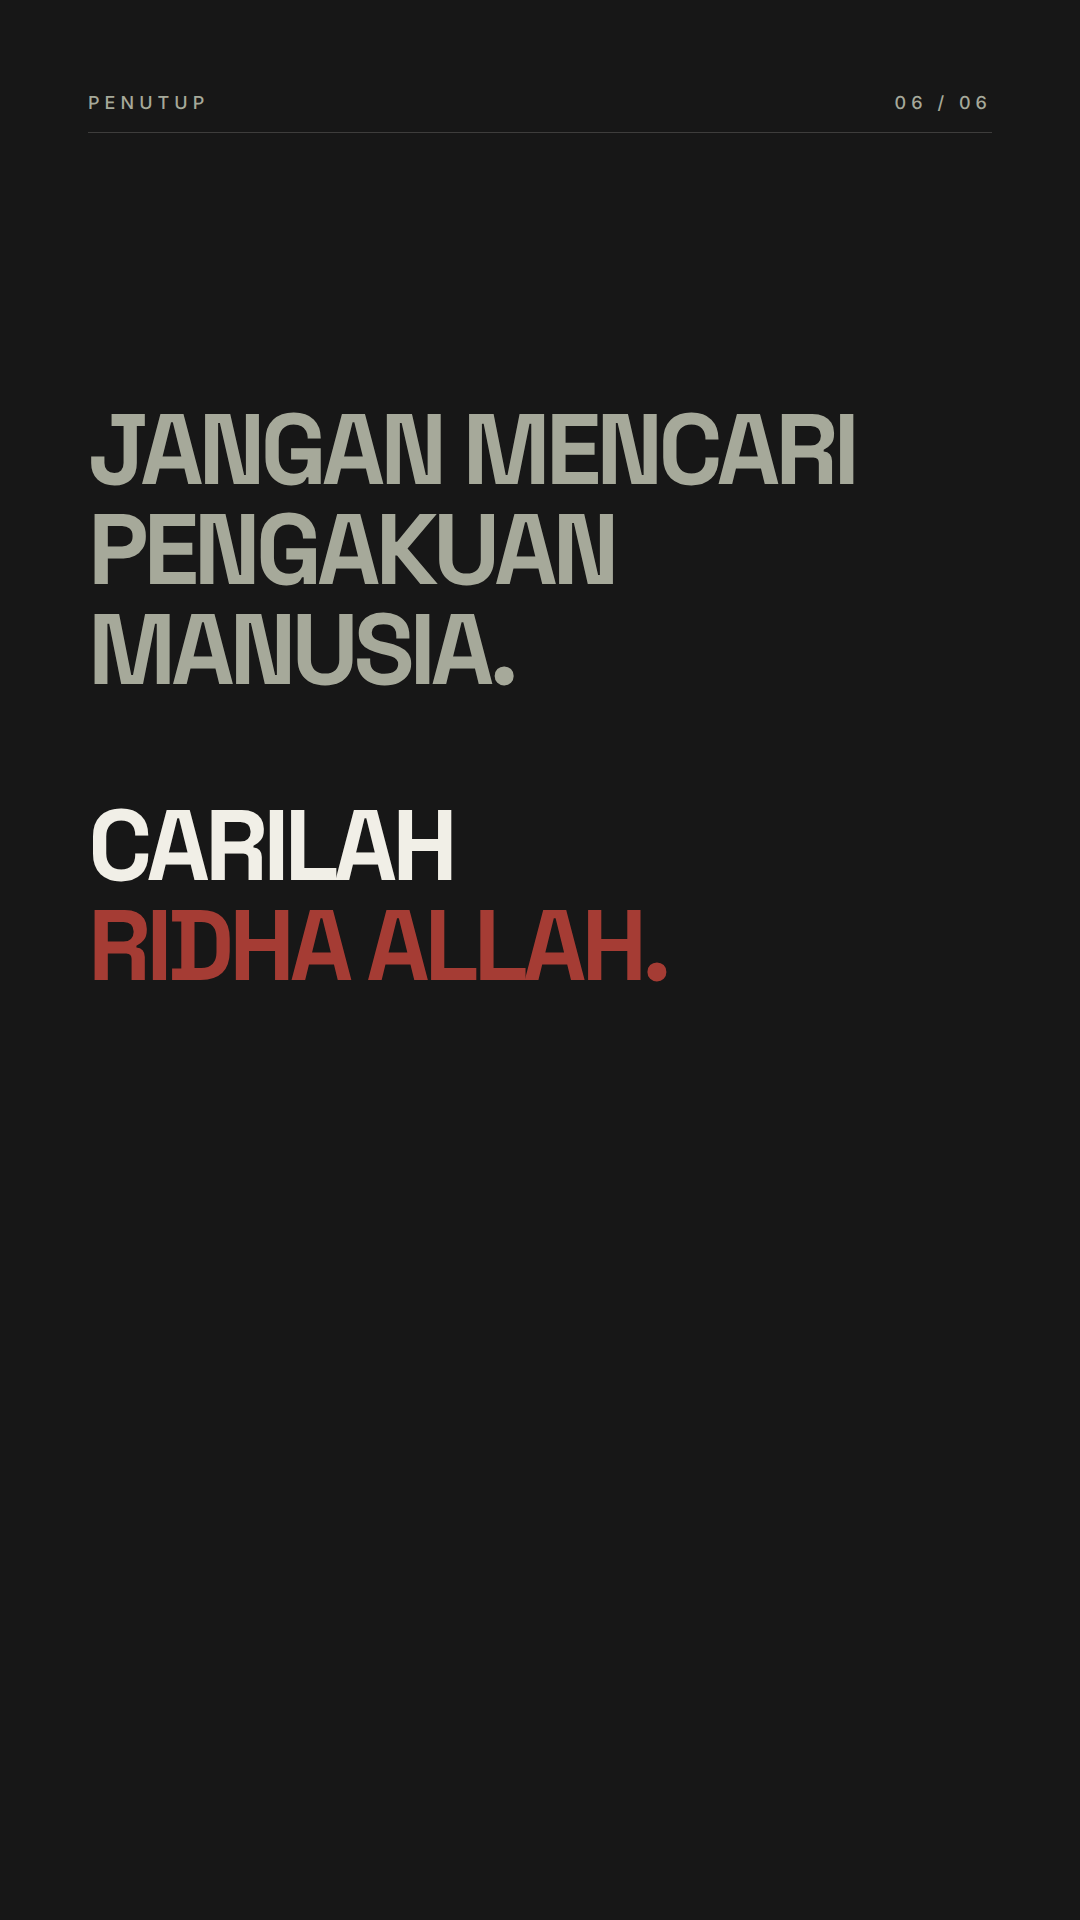 PENUTUP
06 / 06
JANGAN MENCARI
PENGAKUAN
MANUSIA.
CARILAH
RIDHA ALLAH.